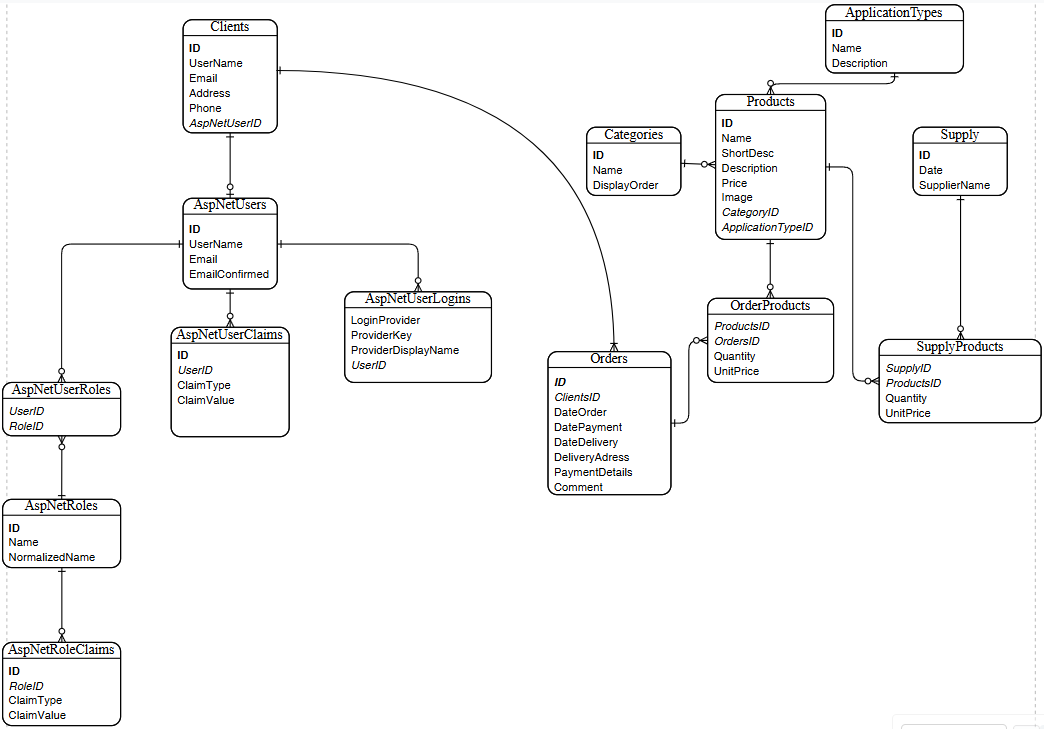 Clients
ID
UserName
Email
Address
Phone
AspNetUserID
ApplicationTypes
ID
Name
Description
Products
ID
Name
ShortDesc
Description
Price
Image
CategoryID
ApplicationTypeID
Categories
ID
Name
DisplayOrder
Supply
ID
Date
SupplierName
AspNetUsers
ID
UserName
Email
EmailConfirmed
AspNetUserLogins
LoginProvider
ProviderKey
ProviderDisplayName
UserID
AspNetUserClaims
ID
UserID
ClaimType
ClaimValue
OrderProducts
ProductsID
OrdersID
Quantity
UnitPrice
SupplyProducts
SupplyID
ProductsID
Quantity
UnitPrice
Orders
ID
ClientsID
DateOrder
DatePayment
DateDelivery
DeliveryAdress
PaymentDetails
Comment
AspNetUserRoles
UserID
RoleID
AspNetRoles
ID
Name
NormalizedName
AspNetRoleClaims
ID
RoleID
ClaimType
ClaimValue